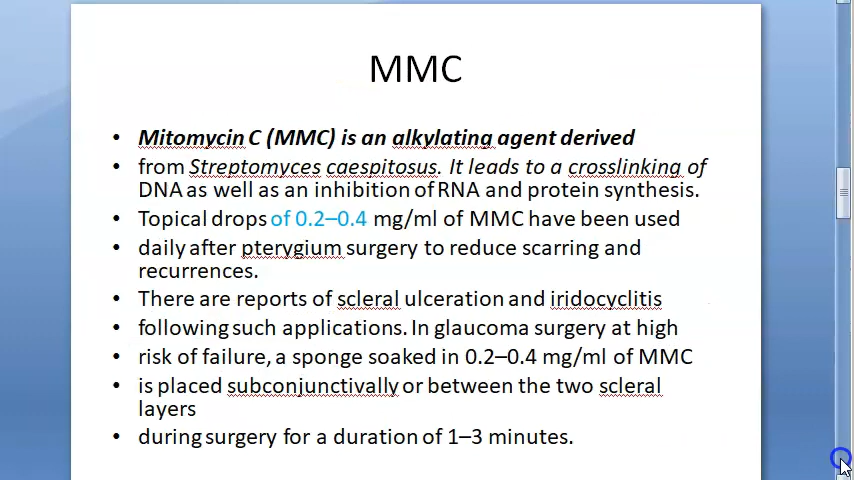 MMC
• Mitomycin C (MMC) is an alkylating agent derived
• from Streptomyces caespitosus. It leads to a crosslinking of
DNA as well as an inhibition of RNA and protein synthesis.
• Topical drops of 0.2–0.4 mg/ml of MMC have been used
• daily after pterygium surgery to reduce scarring and
recurrences.
• There are reports of scleral ulceration and iridocyclitis
• following such applications. In glaucoma surgery at high
• risk of failure, a sponge soaked in 0.2–0.4 mg/ml of MMC
• is placed subconjunctivally or between the two scleral
layers
• during surgery for a duration of 1–3 minutes.